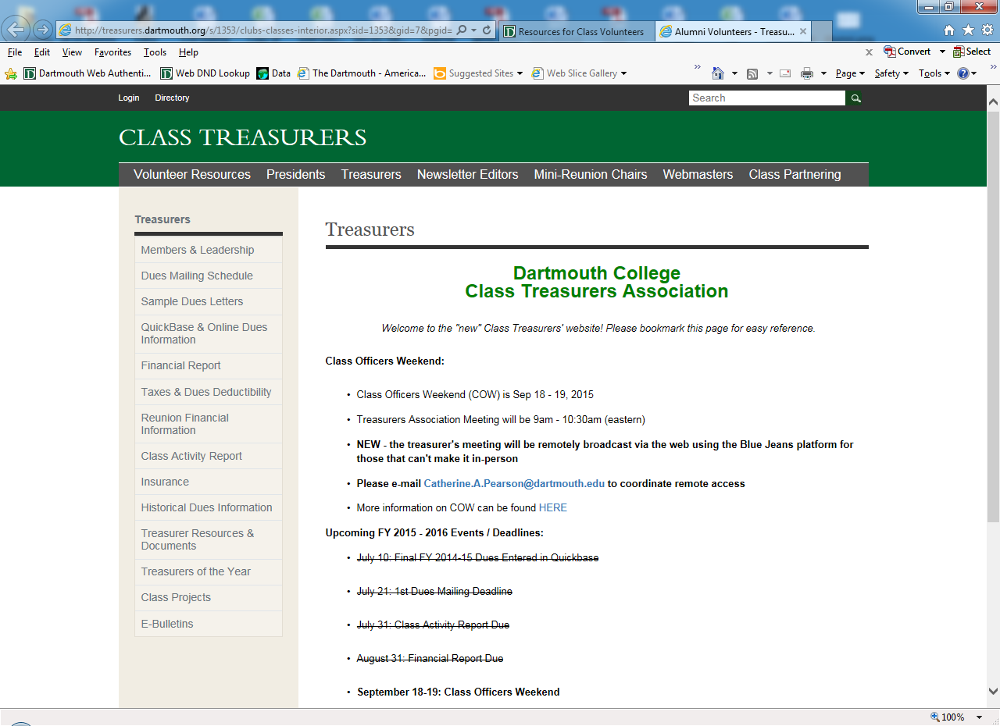 http://treasurers.dartmouth.org/s/1353/clubs-classes-interior.aspx?sid=1353&gid=7&pgid=
Resources for Class Volunteers
Alumni Volunteers - Treasu...
File Edit View Favorites Tools Help
Convert Select
Dartmouth Web Authenti... Web DND Lookup Data The Dartmouth - America... Suggested Sites Web Slice Gallery Page Safety Tools
Login Directory Search
CLASS TREASURERS
Volunteer Resources Presidents Treasurers Newsletter Editors Mini-Reunion Chairs Webmasters Class Partnering
Treasurers
Members & Leadership
Dues Mailing Schedule
Sample Dues Letters
QuickBase & Online Dues
Information
Financial Report
Taxes & Dues Deductibility
Reunion Financial
Information
Class Activity Report
Insurance
Historical Dues Information
Treasurer Resources &
Documents
Treasurers of the Year
Class Projects
E-Bulletins
Treasurers
Dartmouth College
Class Treasurers Association
Welcome to the "new" Class Treasurers' website! Please bookmark this page for easy reference.
Class Officers Weekend:
• Class Officers Weekend (COW) is Sep 18 - 19, 2015
• Treasurers Association Meeting will be 9am - 10:30am (eastern)
• NEW - the treasurer's meeting will be remotely broadcast via the web using the Blue Jeans platform for
those that can't make it in-person
• Please e-mail Catherine.A.Pearson@dartmouth.edu to coordinate remote access
• More information on COW can be found HERE
Upcoming FY 2015 - 2016 Events / Deadlines:
• July 10: Final FY 2014-15 Dues Entered in Quickbase
• July 21: 1st Dues Mailing Deadline
• July 31: Class Activity Report Due
• August 31: Financial Report Due
• September 18-19: Class Officers Weekend
100%